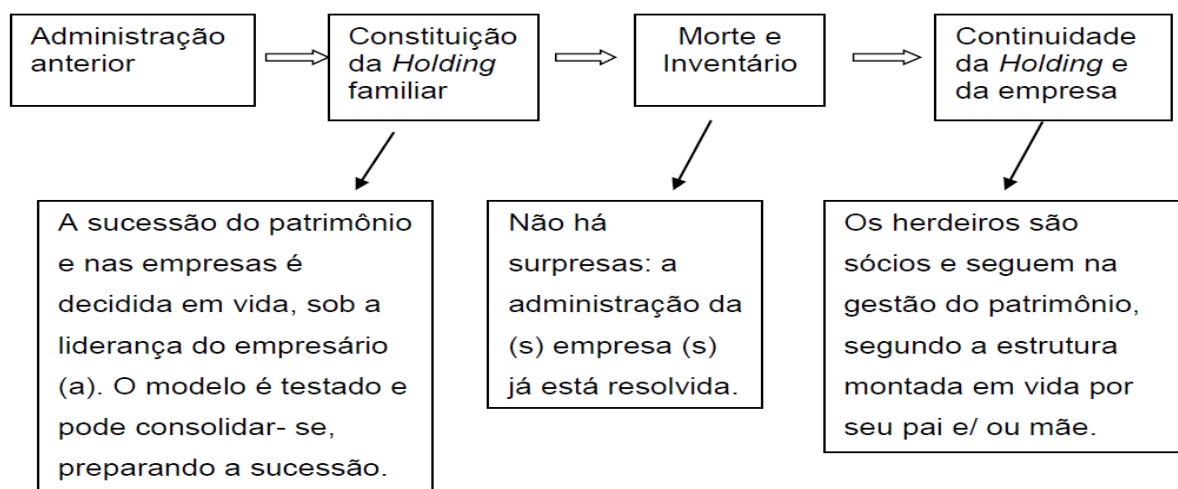 Administração
anterior
Constituição
da Holding
familiar
Morte e
Inventário
Continuidade
da Holding e
da empresa
A sucessão do patrimônio
e nas empresas é
decidida em vida, sob a
liderança do empresário
(a). O modelo é testado e
pode consolidar- se,
preparando a sucessão.
Não há
surpresas: a
administração da
(s) empresa (s)
já está resolvida.
Os herdeiros são
sócios e seguem na
gestão do patrimônio,
segundo a estrutura
montada em vida por
seu pai e/ ou mãe.